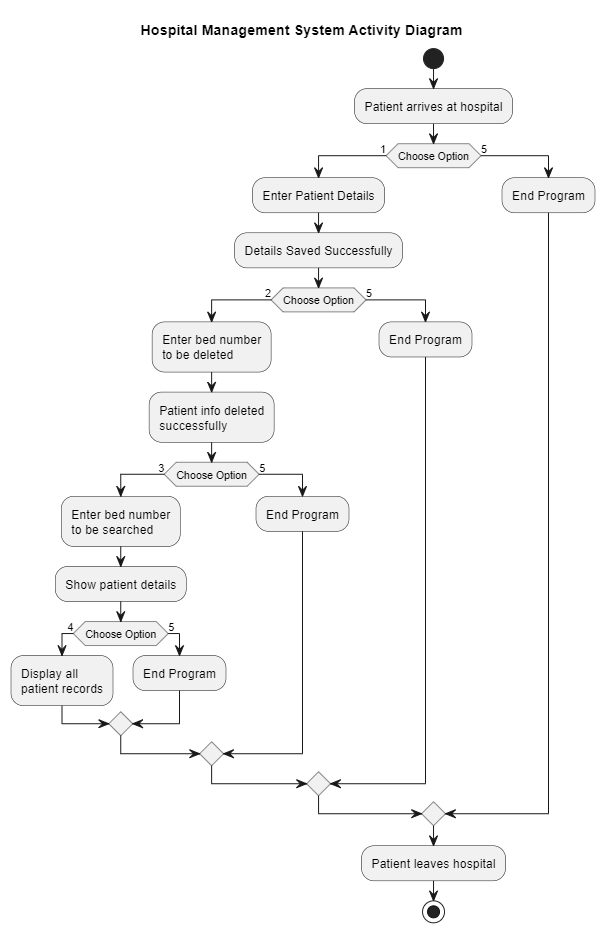 Hospital Management System Activity Diagram
Patient arrives at hospital
1
Choose Option
5
Enter Patient Details
End Program
Details Saved Successfully
2
Choose Option
5
Enter bed number
to be deleted
End Program
Patient info deleted
successfully
3
Choose Option
5
Enter bed number
to be searched
End Program
Show patient details
4
Choose Option
5
Display all
patient records
End Program
Patient leaves hospital